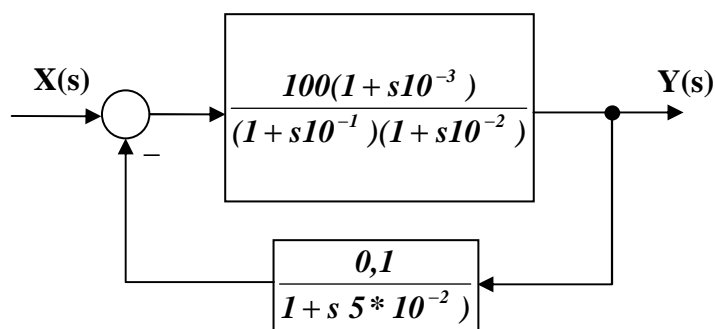 X(s)
100(1 + s10⁻³)
(1 + s10⁻¹)(1 + s10⁻²)
Y(s)
–
0,1
1 + s 5* 10⁻²)